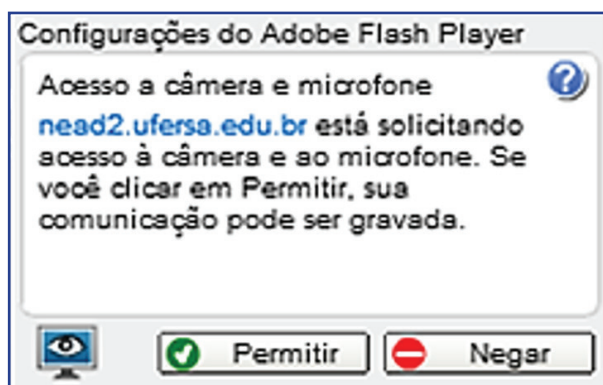 Configurações do Adobe Flash Player
Acesso a câmera e microfone
nead2.ufersa.edu.br está solicitando
acesso à câmera e ao microfone. Se
você clicar em Permitir, sua
comunicação pode ser gravada.
Permitir
Negar